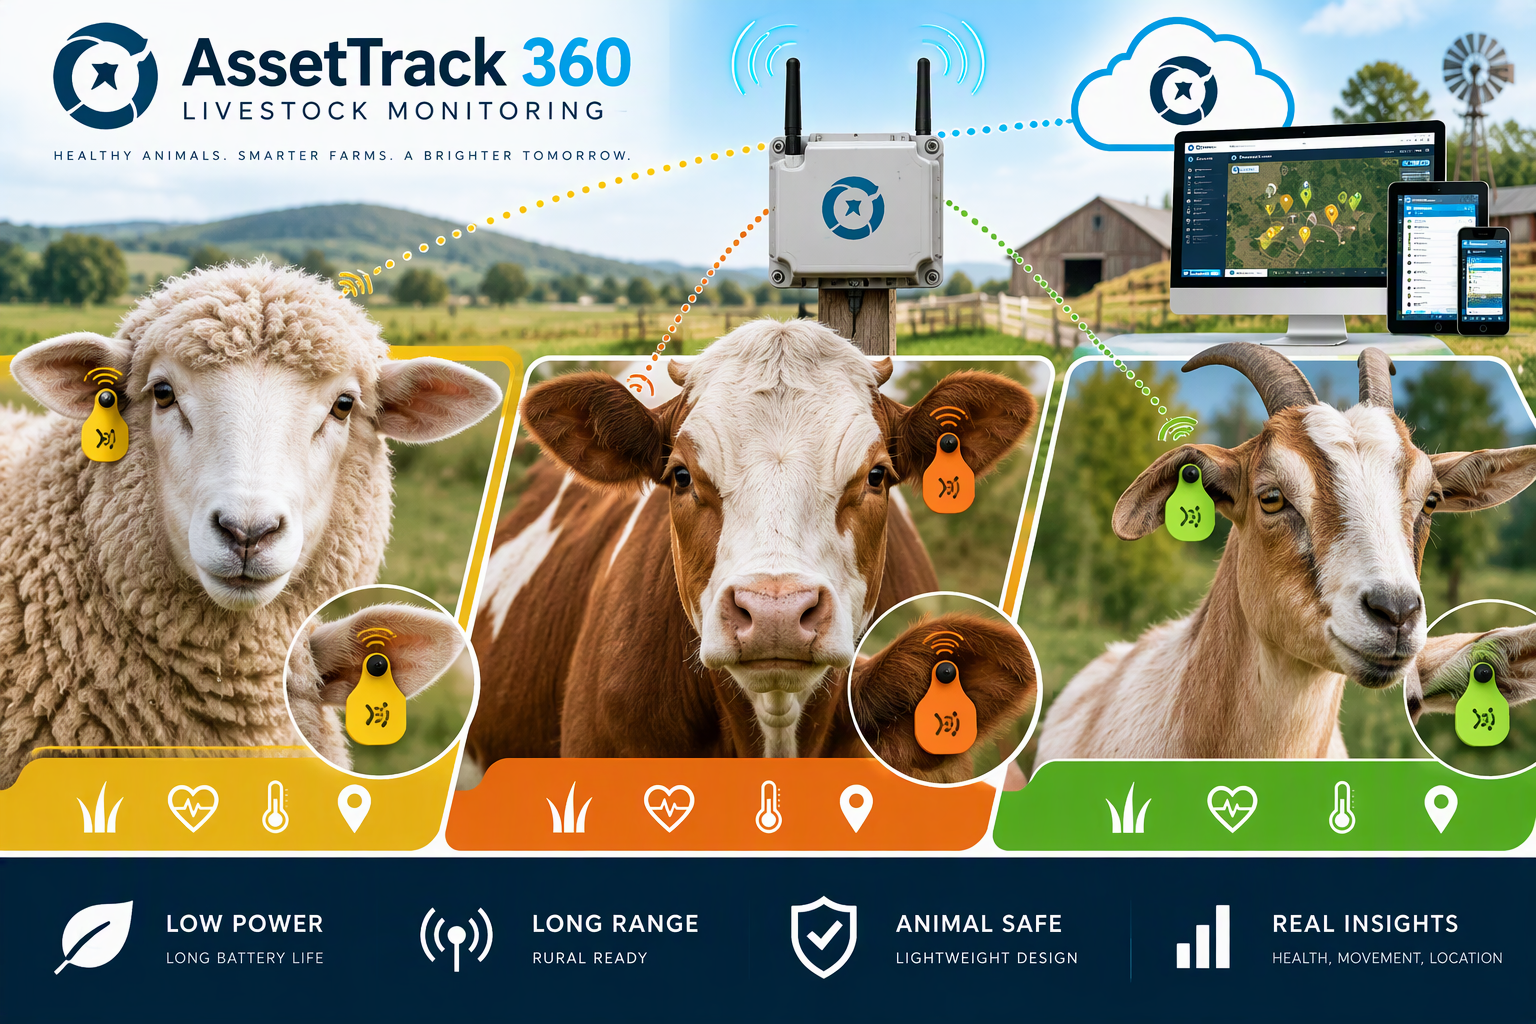 AssetTrack 360
LIVESTOCK MONITORING
HEALTHY ANIMALS. SMARTER FARMS. A BRIGHTER TOMORROW.
LOW POWER
LONG BATTERY LIFE
LONG RANGE
RURAL READY
ANIMAL SAFE
LIGHTWEIGHT DESIGN
REAL INSIGHTS
HEALTH, MOVEMENT, LOCATION